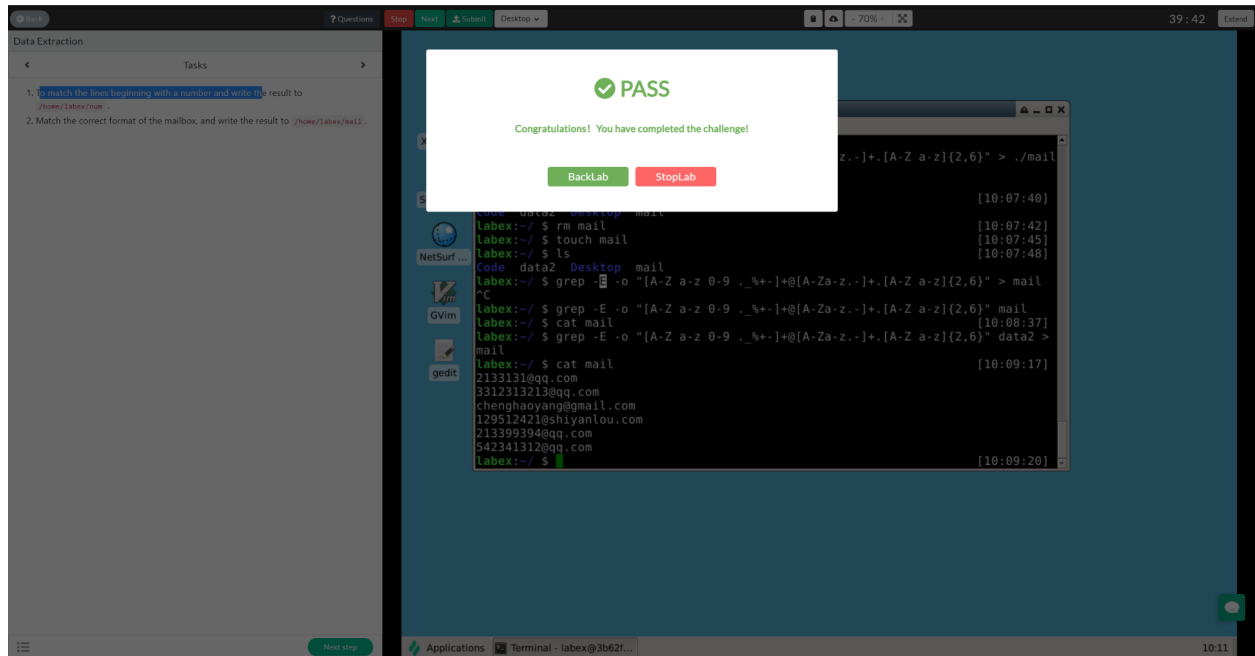 Back
? Questions
Stop
Next
Submit
Desktop
- 70% +
39 : 42
Extend
Data Extraction
Tasks
1. To match the lines beginning with a number and write the result to
/home/labex/num .
2. Match the correct format of the mailbox, and write the result to /home/labex/mail .
PASS
Congratulations! You have completed the challenge!
BackLab
StopLab
z.-]+.[A-Z a-z]{2,6}" > ./mail
[10:07:40]
Code data2 Desktop mail
labex:~/ $ rm mail [10:07:42]
labex:~/ $ touch mail [10:07:45]
labex:~/ $ ls [10:07:48]
Code data2 Desktop mail
labex:~/ $ grep -E -o "[A-Z a-z 0-9 ._%+-]+@[A-Za-z.-]+.[A-Z a-z]{2,6}" > mail
^C
labex:~/ $ grep -E -o "[A-Z a-z 0-9 ._%+-]+@[A-Za-z.-]+.[A-Z a-z]{2,6}" mail
labex:~/ $ cat mail [10:08:37]
labex:~/ $ grep -E -o "[A-Z a-z 0-9 ._%+-]+@[A-Za-z.-]+.[A-Z a-z]{2,6}" data2 >
mail
labex:~/ $ cat mail [10:09:17]
2133131@qq.com
3312313213@qq.com
chenghaoyang@gmail.com
129512421@shiyanlou.com
213399394@qq.com
542341312@qq.com
labex:~/ $ [10:09:20]
NetSurf ...
Vim
GVim
gedit
Next step
Applications
Terminal - labex@3b62f...
10:11